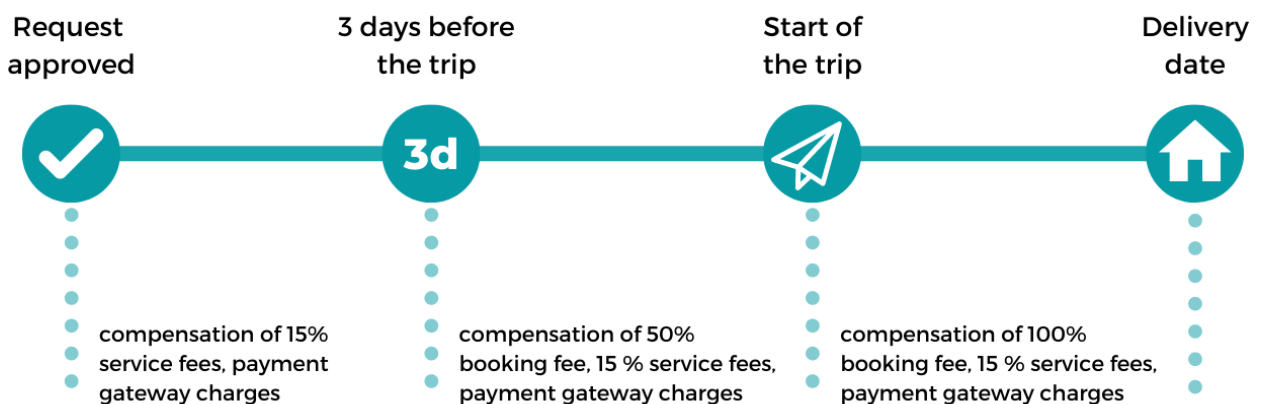 Request
approved
3 days before
the trip
Start of
the trip
Delivery
date
3d
compensation of 15%
service fees, payment
gateway charges
compensation of 50%
booking fee, 15 % service fees,
payment gateway charges
compensation of 100%
booking fee, 15 % service fees,
payment gateway charges